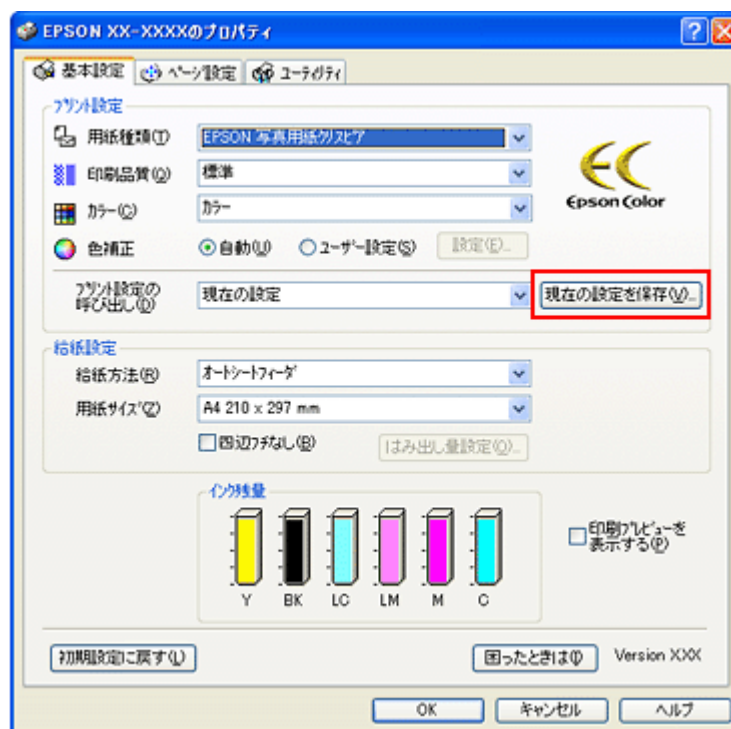 EPSON XX-XXXXのプロパティ
基本設定 ページ設定 ユーティリティ
プリント設定
用紙種類(T) EPSON 写真用紙クリスピア
印刷品質(Q) 標準
カラー(C) カラー
色補正 自動(U) ユーザー設定(S) 設定(E)...
EC
Epson Color
プリント設定の
呼び出し(D) 現在の設定 現在の設定を保存(V)...
給紙設定
給紙方法(R) オートシートフィーダ
用紙サイズ(Z) A4 210 x 297 mm
四辺フチなし(B) はみ出し量設定(O)...
インク残量
Y BK LC LM M C
印刷プレビューを
表示する(P)
初期設定に戻す(L) 困ったときは(I) Version X.XX
OK キャンセル ヘルプ